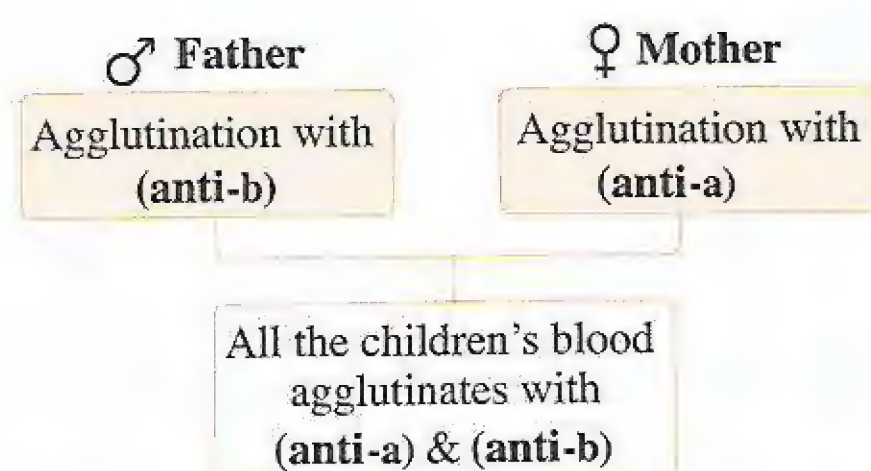 ♂ Father
♀ Mother
Agglutination with
(anti-b)
Agglutination with
(anti-a)
All the children's blood
agglutinates with
(anti-a) & (anti-b)